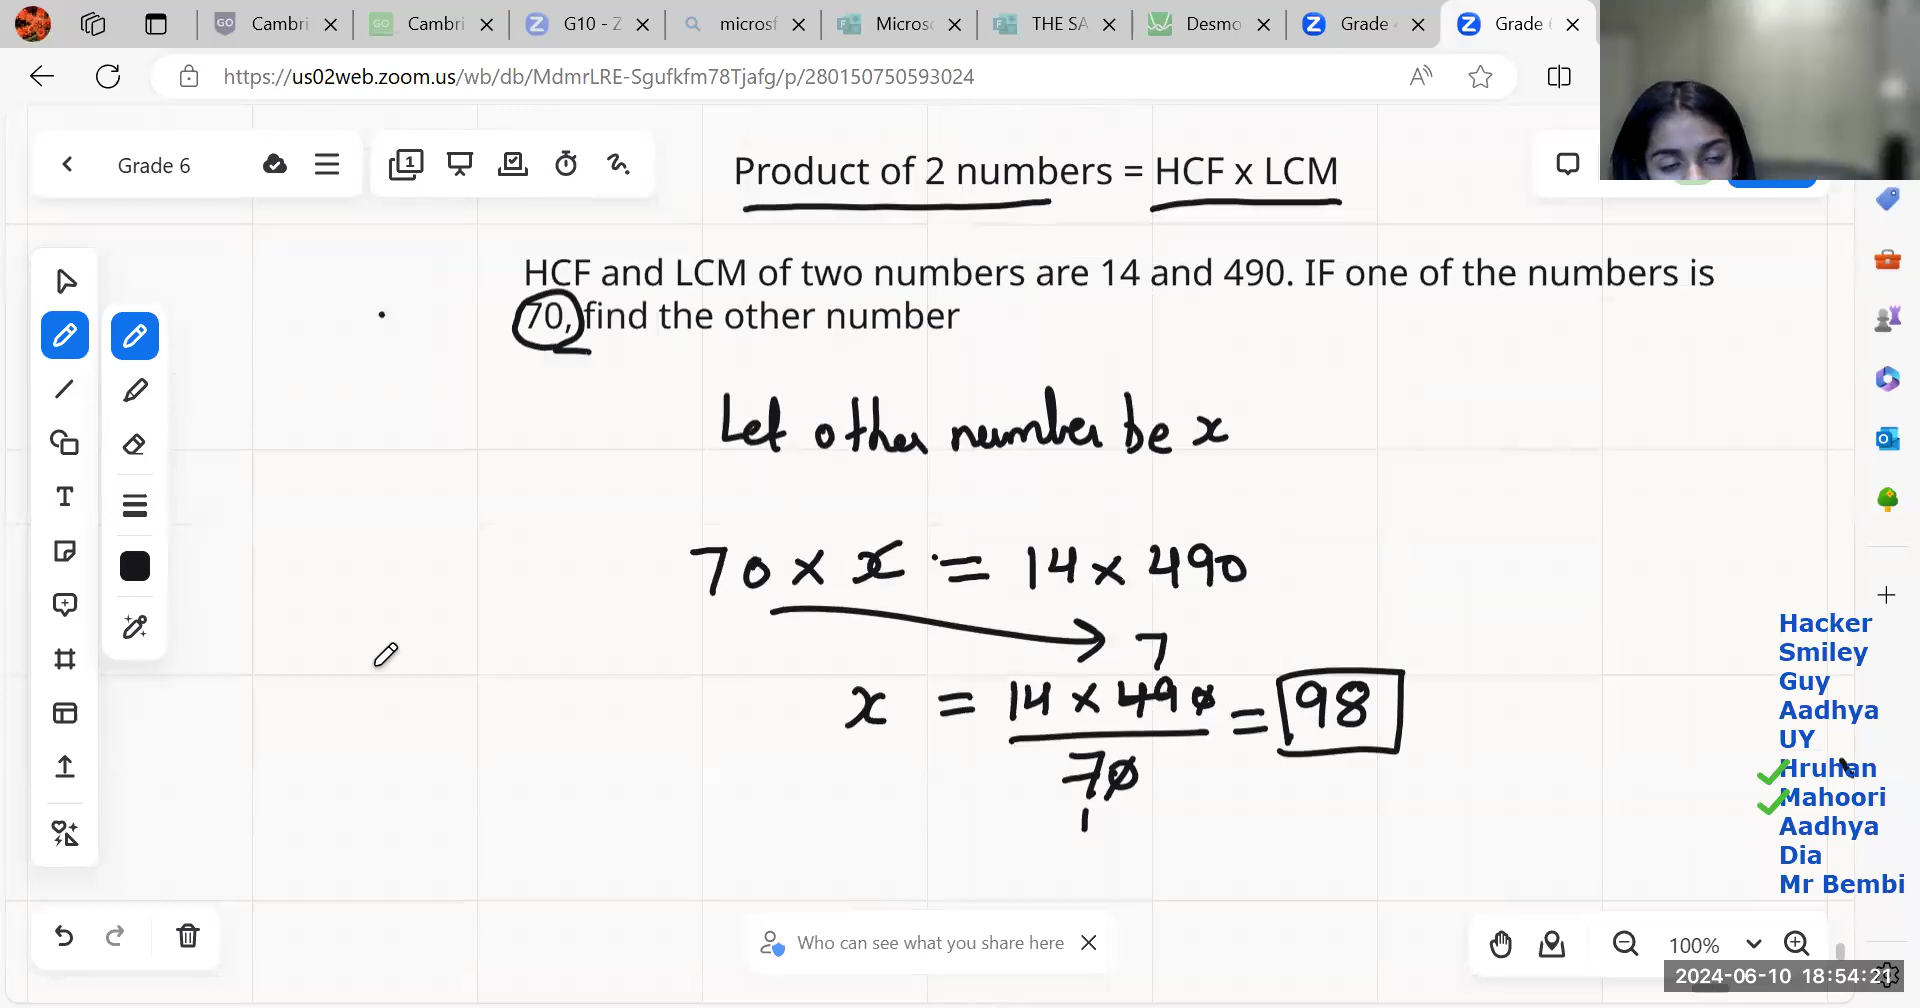 Cambri
Cambri
G10 - Z
microsf
Micros
THE SA
Desmo
Grade
Grade 6
https://us02web.zoom.us/wb/db/MdmrLRE-Sgufkfm78Tjafg/p/280150750593024
Grade 6
1
Product of 2 numbers = HCF x LCM
HCF and LCM of two numbers are 14 and 490. IF one of the numbers is
70, find the other number
Let other number be x
70 × x = 14 × 490
7
x = 14 × 490 = 98
70
1
Hacker
Smiley
Guy
Aadhya
UY
Hruhan
Mahoori
Aadhya
Dia
Mr Bembi
Who can see what you share here
100%
2024-06-10 18:54:21